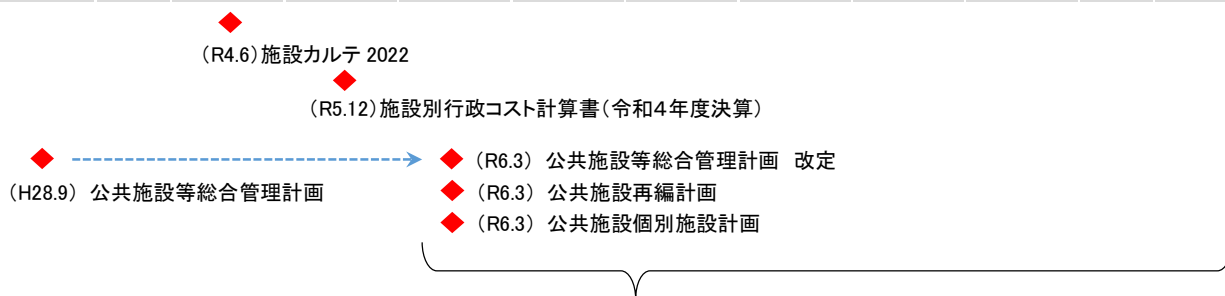 (R4.6)施設カルテ 2022
(R5.12)施設別行政コスト計算書(令和4年度決算)
(R6.3) 公共施設等総合管理計画 改定
(H28.9) 公共施設等総合管理計画
(R6.3) 公共施設再編計画
(R6.3) 公共施設個別施設計画